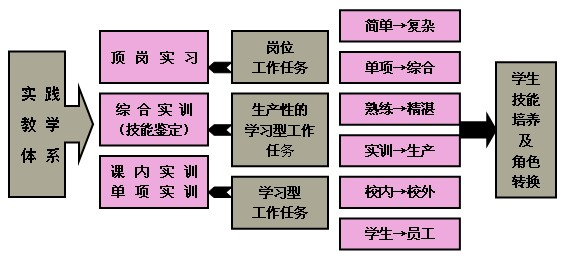 实 践
教 学
体 系
顶 岗 实 习
综 合 实 训
(技能鉴定)
课 内 实 训
单 项 实 训
岗位
工作任务
生产性的
学习型工作
任务
学习型
工作任务
简单→复杂
单项→综合
熟练→精湛
实训→生产
校内→校外
学生→员工
学生
技能
培养
及
角色
转换